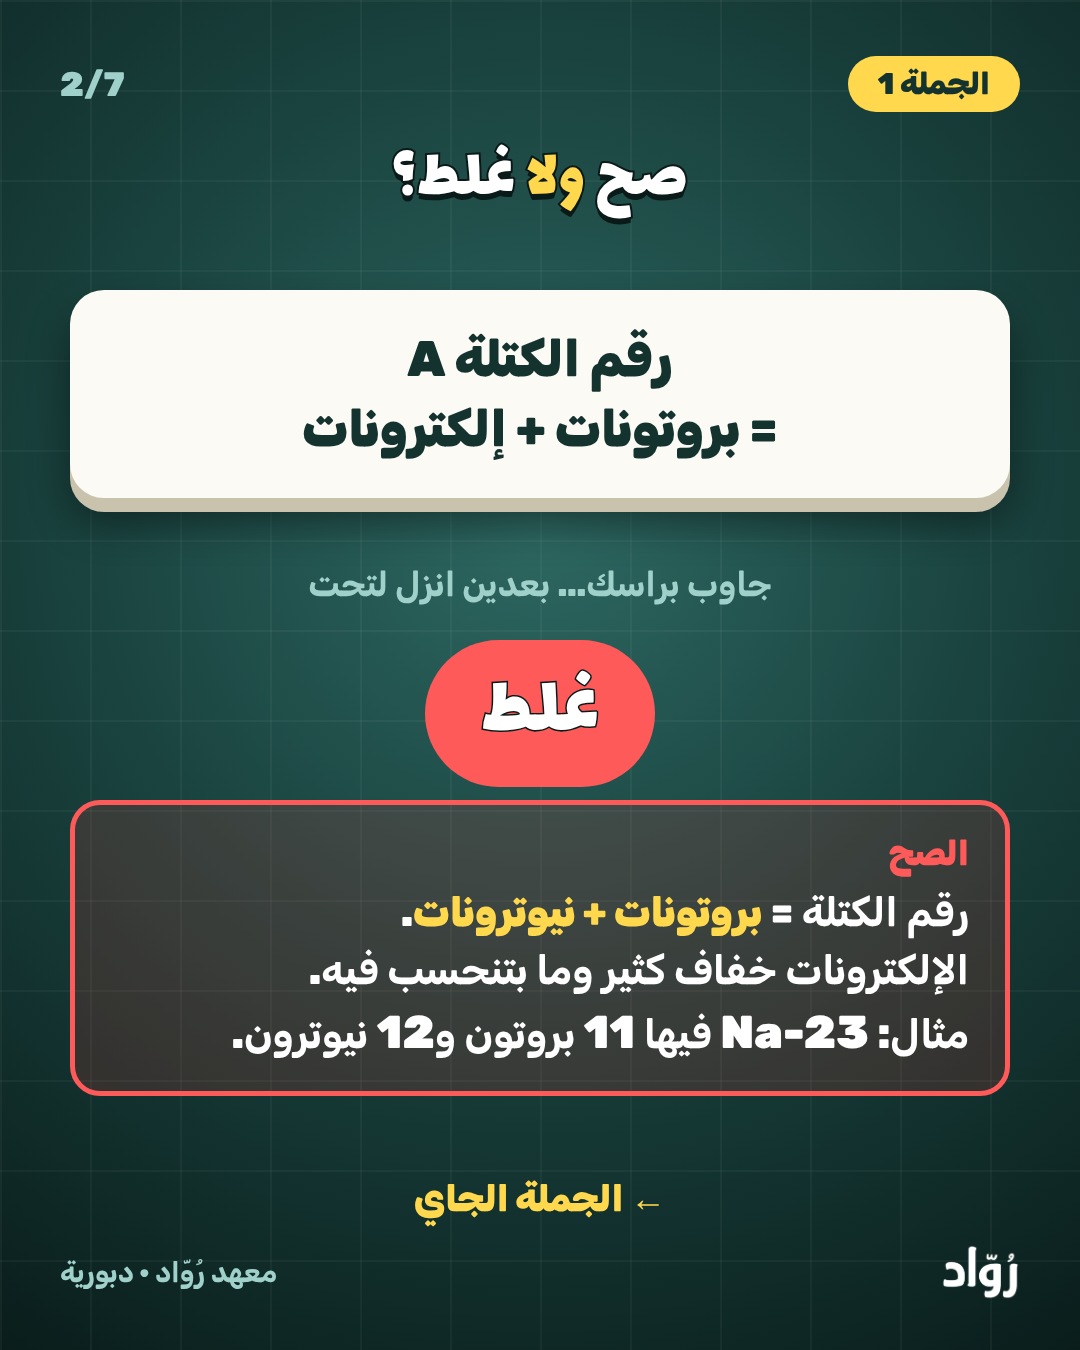 الجملة 1
2/7
صح ولا غلط؟
رقم الكتلة A
= بروتونات + إلكترونات
جاوب براسك... بعدين انزل لتحت
غلط
الصح
رقم الكتلة = بروتونات + نيوترونات.
الإلكترونات خفاف كثير وما بتنحسب فيه.
مثال: Na-23 فيها 11 بروتون و12 نيوترون.
← الجملة الجاي
رُوّاد
معهد رُوّاد • دبورية